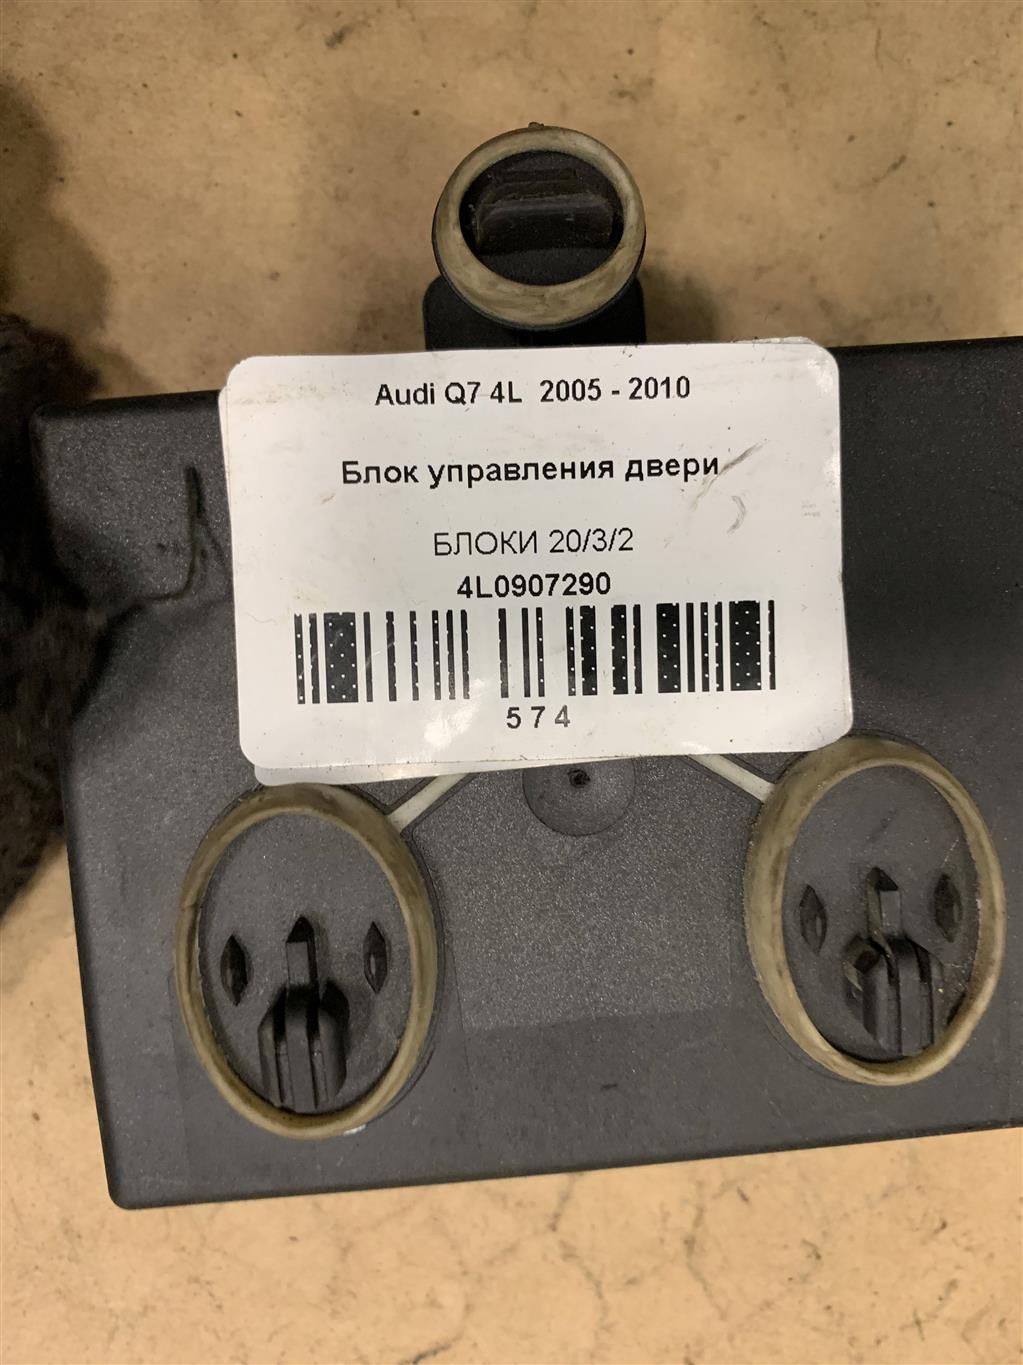 Audi Q7 4L 2005 - 2010
Блок управления двери
БЛОКИ 20/3/2
4L0907290
574